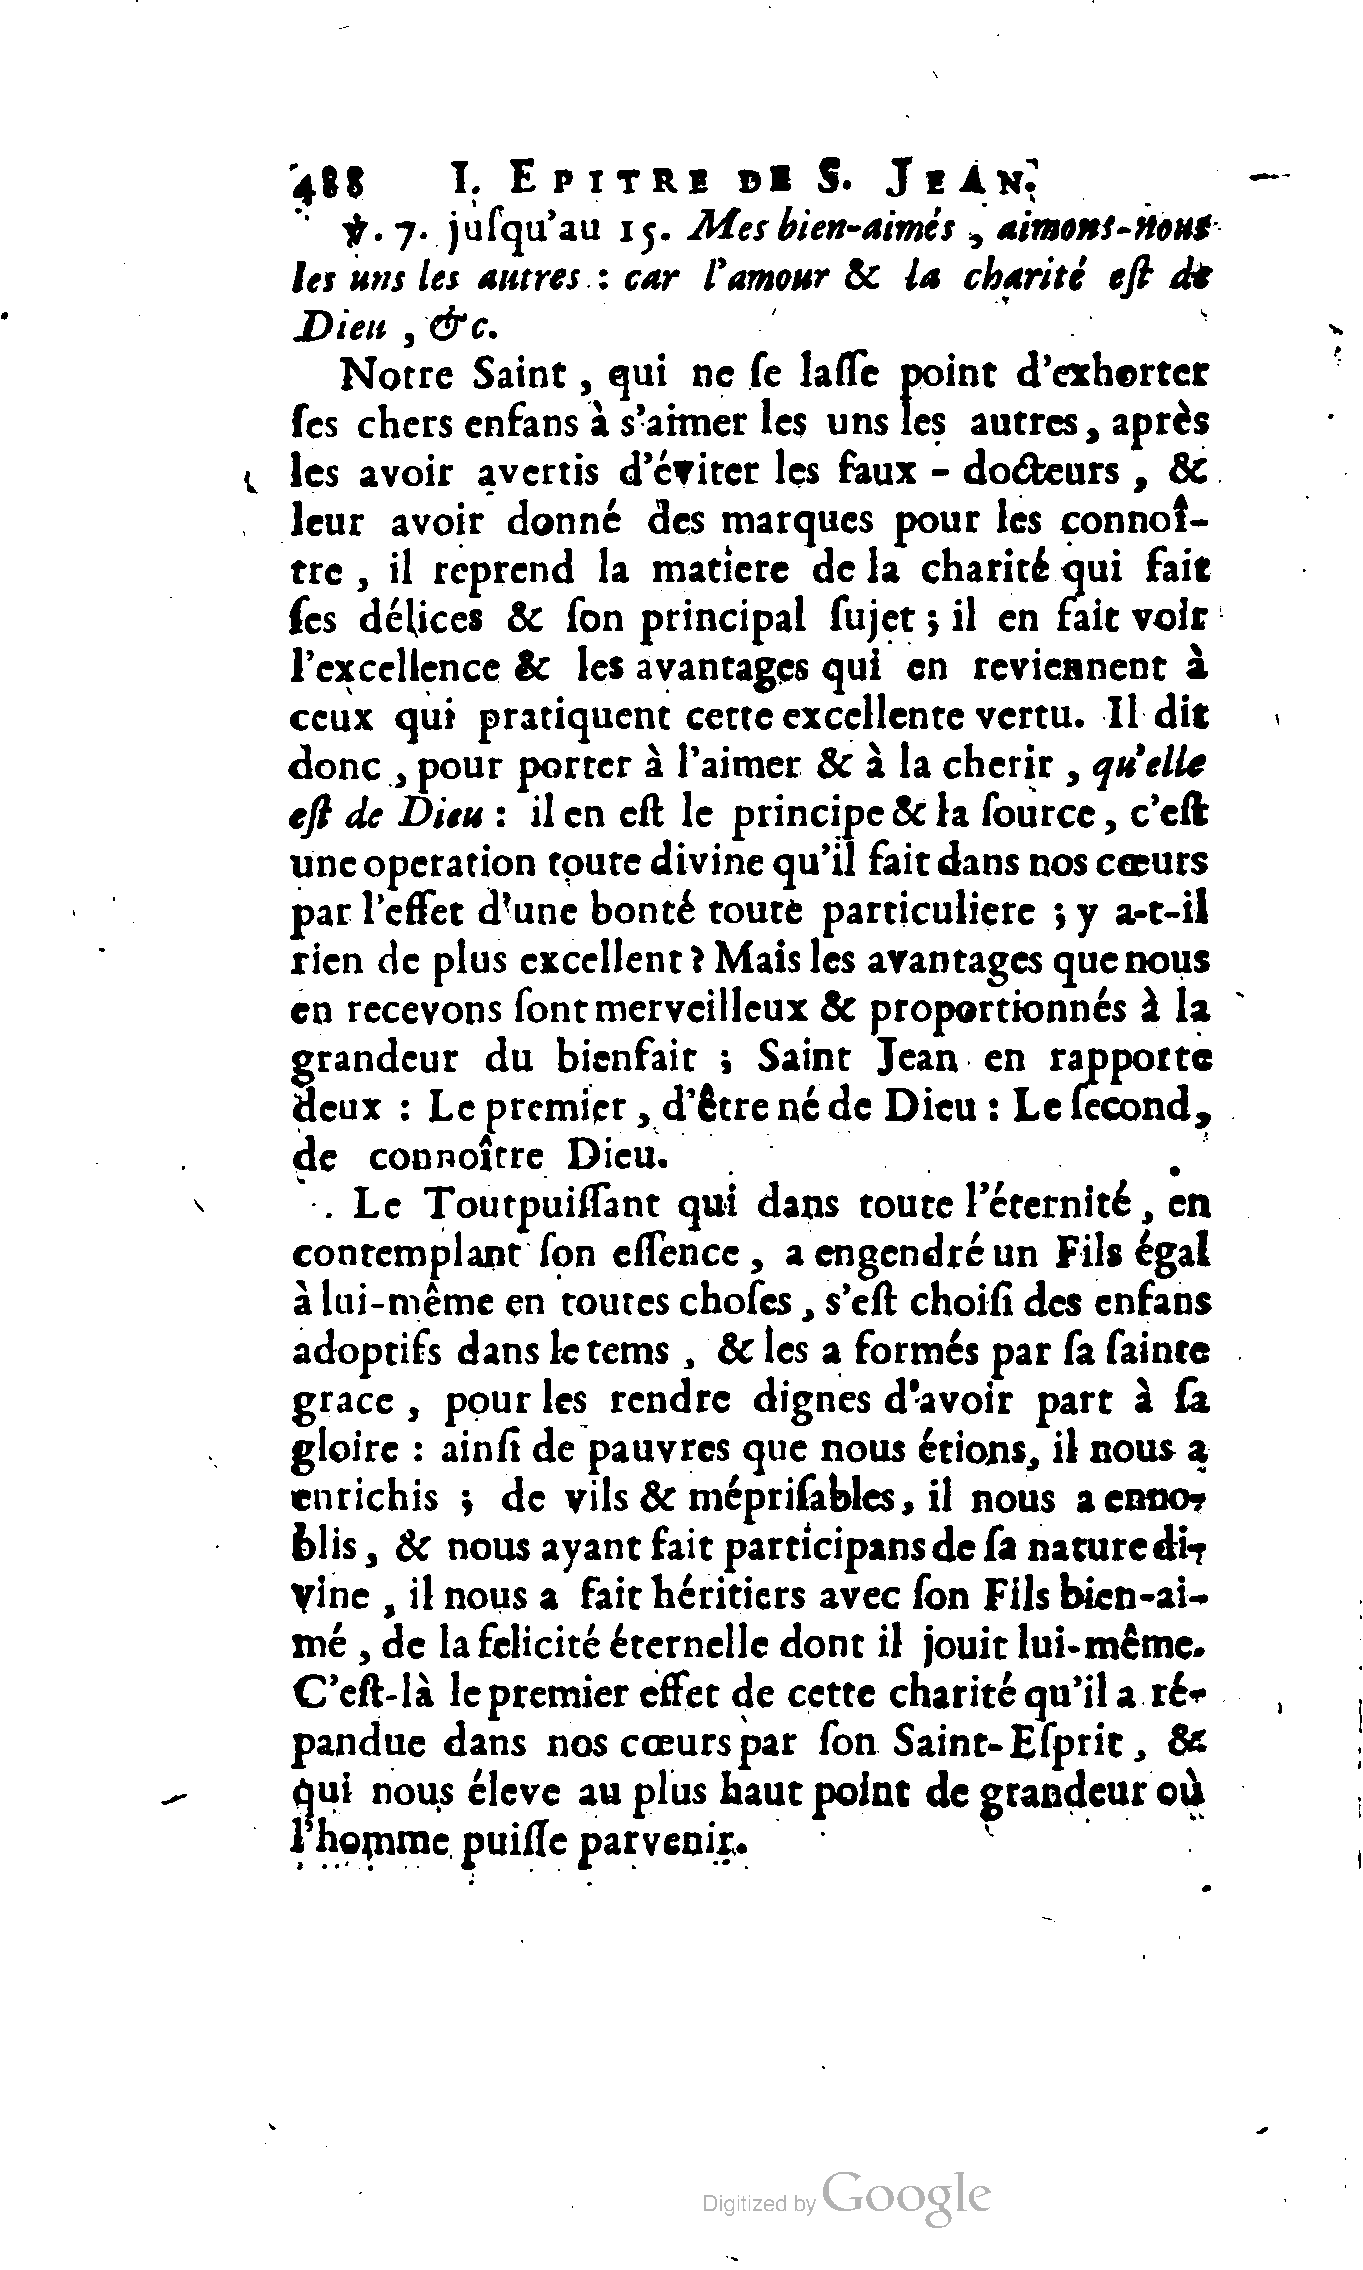 488 I. EPITRE DE S. JEAN.
℣. 7. juſqu’au 15. Mes bien-aimés, aimons-nous
les uns les autres : car l’amour & la charité eſt de
Dieu, &c.
Notre Saint, qui ne ſe laſſe point d’exhorter
ſes chers enfans à s’aimer les uns les autres, après
les avoir avertis d’éviter les faux-docteurs, &
leur avoir donné des marques pour les connoî-
tre, il reprend la matiere de la charité qui fait
ſes délices & ſon principal ſujet ; il en fait voir
l’excellence & les avantages qui en reviennent à
ceux qui pratiquent cette excellente vertu. Il dit
donc, pour porter à l’aimer & à la cherir, qu’elle
eſt de Dieu : il en eſt le principe & la ſource, c’eſt
une operation toute divine qu’il fait dans nos cœurs
par l’effet d’une bonté toute particuliere ; y a-t-il
rien de plus excellent ? Mais les avantages que nous
en recevons ſont merveilleux & proportionnés à la
grandeur du bienfait ; Saint Jean en rapporte
deux : Le premier, d’être né de Dieu : Le ſecond,
de connoître Dieu.
Le Toutpuiſſant qui dans toute l’éternité, en
contemplant ſon eſſence, a engendré un Fils égal
à lui-même en toutes choſes, s’eſt choiſi des enfans
adoptifs dans le tems, & les a formés par ſa ſainte
grace, pour les rendre dignes d’avoir part à ſa
gloire : ainſi de pauvres que nous étions, il nous a
enrichis ; de vils & mépriſables, il nous a enno-
blis, & nous ayant fait participans de ſa nature di-
vine, il nous a fait héritiers avec ſon Fils bien-ai-
mé, de la felicité éternelle dont il jouit lui-même.
C’eſt-là le premier effet de cette charité qu’il a ré-
pandue dans nos cœurs par ſon Saint-Eſprit, &
qui nous éleve au plus haut point de grandeur où
l’homme puiſſe parvenir.
Digitized by Google